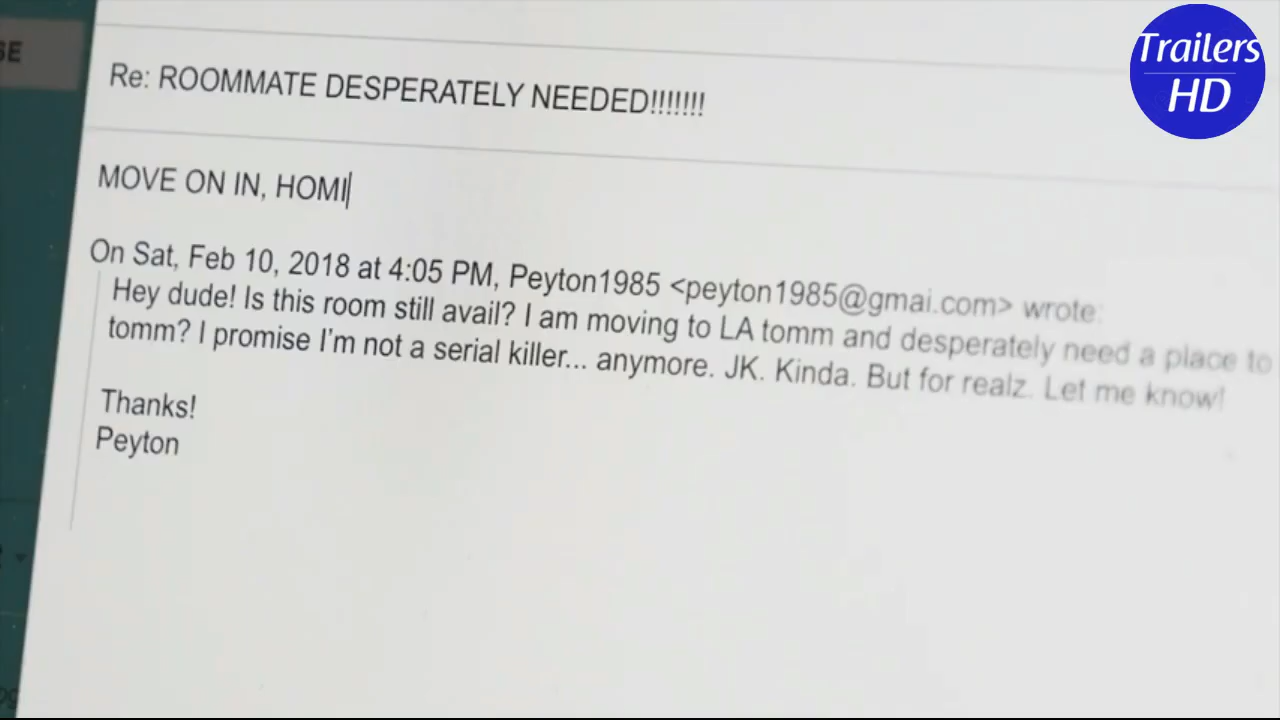 SE
Trailers
HD
Re: ROOMMATE DESPERATELY NEEDED!!!!!!!
MOVE ON IN, HOMI
On Sat, Feb 10, 2018 at 4:05 PM, Peyton1985 <peyton1985@gmai.com> wrote:
Hey dude! Is this room still avail? I am moving to LA tomm and desperately need a place to
tomm? I promise I'm not a serial killer... anymore. JK. Kinda. But for realz. Let me know!
Thanks!
Peyton